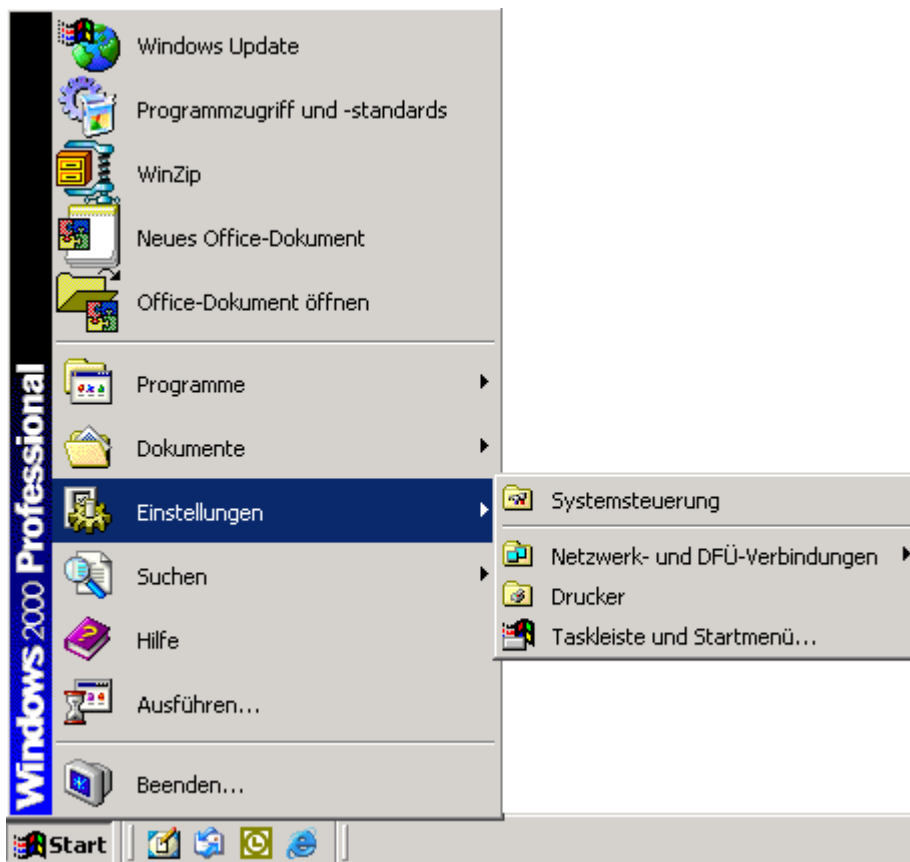 Windows Update
Programmzugriff und -standards
WinZip
Neues Office-Dokument
Office-Dokument öffnen
Programme
Dokumente
Einstellungen
Suchen
Hilfe
Ausführen...
Beenden...
Windows 2000 Professional
Systemsteuerung
Netzwerk- und DFÜ-Verbindungen
Drucker
Taskleiste und Startmenü...
Start